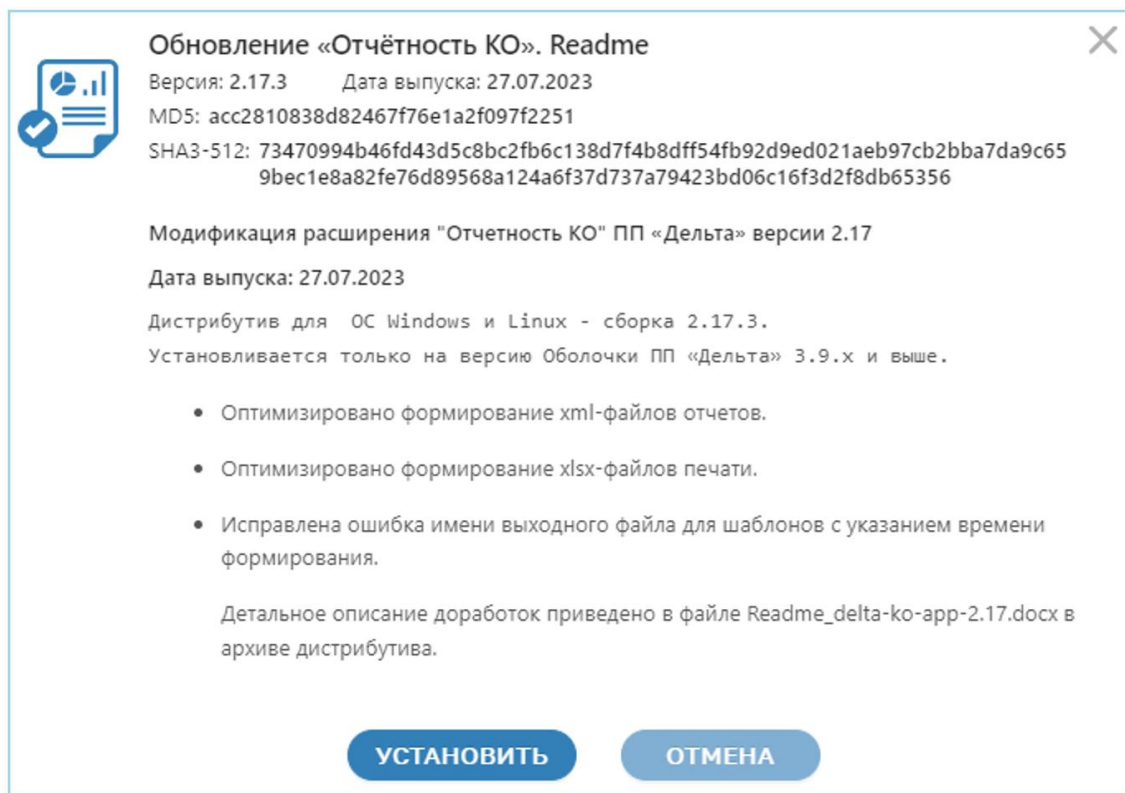 Обновление «Отчётность КО». Readme
Версия: 2.17.3 Дата выпуска: 27.07.2023
MD5: acc2810838d82467f76e1a2f097f2251
SHA3-512: 73470994b46fd43d5c8bc2fb6c138d7f4b8dff54fb92d9ed021aeb97cb2bba7da9c65
9bec1e8a82fe76d89568a124a6f37d737a79423bd06c16f3d2f8db65356
Модификация расширения "Отчетность КО" ПП «Дельта» версии 2.17
Дата выпуска: 27.07.2023
Дистрибутив для ОС Windows и Linux - сборка 2.17.3.
Установливается только на версию Оболочки ПП «Дельта» 3.9.x и выше.
• Оптимизировано формирование xml-файлов отчетов.
• Оптимизировано формирование xlsx-файлов печати.
• Исправлена ошибка имени выходного файла для шаблонов с указанием времени
формирования.
Детальное описание доработок приведено в файле Readme_delta-ko-app-2.17.docx в
архиве дистрибутива.
УСТАНОВИТЬ ОТМЕНА